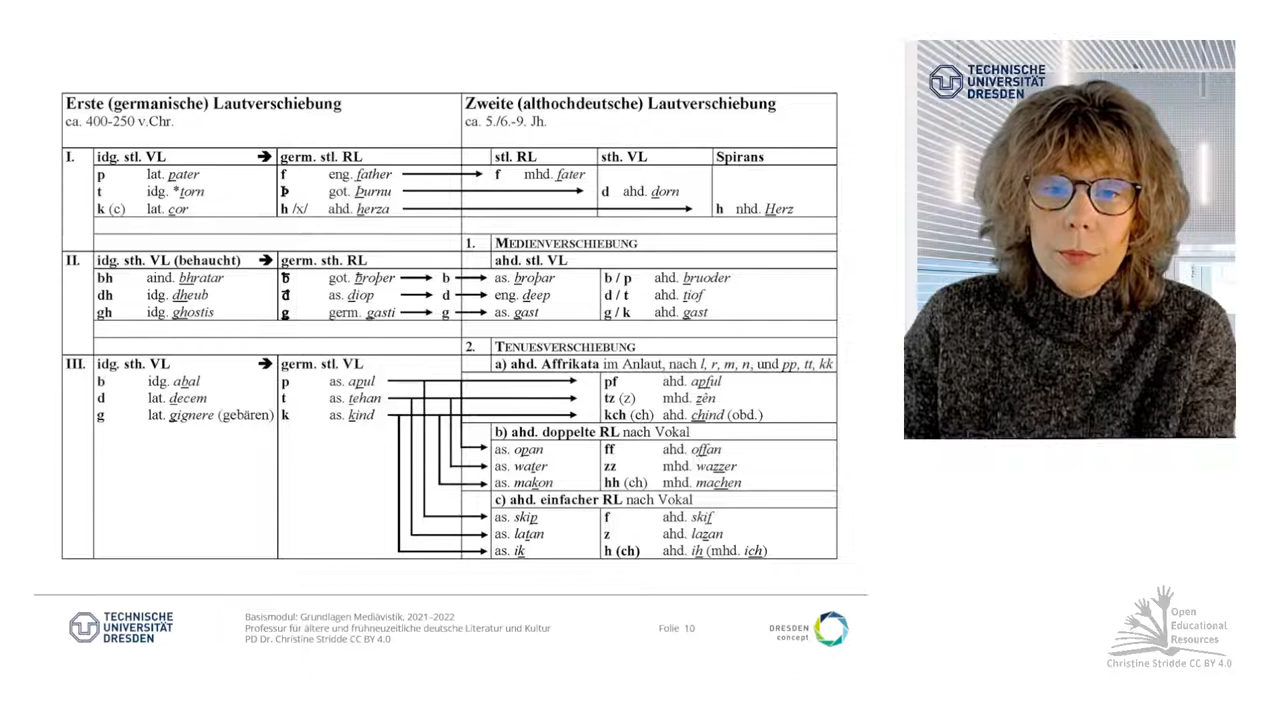 Erste (germanische) Lautverschiebung Zweite (althochdeutsche) Lautverschiebung
ca. 400-250 v.Chr. ca. 5./6.-9. Jh.
I. idg. stl. VL ➔ germ. stl. RL stl. RL sth. VL Spirans
p lat. pater f eng. father f mhd. fater
t idg. *torn Þ got. Þurnu d ahd. dorn
k (c) lat. cor h /x/ ahd. herza h nhd. Herz
1. MEDIENVERSCHIEBUNG
II. idg. sth. VL (behaucht) ➔ germ. sth. RL ahd. stl. VL
bh aind. bhratar ƀ got. ƀroþer b as. broþar b / p ahd. bruoder
dh idg. dheub đ as. diop d eng. deep d / t ahd. tiof
gh idg. ghostis g germ. gasti g as. gast g / k ahd. gast
2. TENUESVERSCHIEBUNG
III. idg. sth. VL ➔ germ. stl. VL a) ahd. Affrikata im Anlaut, nach l, r, m, n, und pp, tt, kk
b idg. abal p as. apul pf ahd. apful
d lat. decem t as. tehan tz (z) mhd. zên
g lat. gignere (gebären) k as. kind kch (ch) ahd. chind (obd.)
b) ahd. doppelte RL nach Vokal
as. opan ff ahd. offan
as. water zz mhd. wazzer
as. makon hh (ch) mhd. machen
c) ahd. einfacher RL nach Vokal
as. skip f ahd. skif
as. latan z ahd. lazan
as. ik h (ch) ahd. ih (mhd. ich)
TECHNISCHE
UNIVERSITÄT
DRESDEN
Basismodul: Grundlagen Mediävistik, 2021–2022
Professur für ältere und frühneuzeitliche deutsche Literatur und Kultur
PD Dr. Christine Stridde CC BY 4.0
Folie 10
DRESDEN
concept
TECHNISCHE
UNIVERSITÄT
DRESDEN
Open
Educational
Resources
Christine Stridde CC BY 4.0